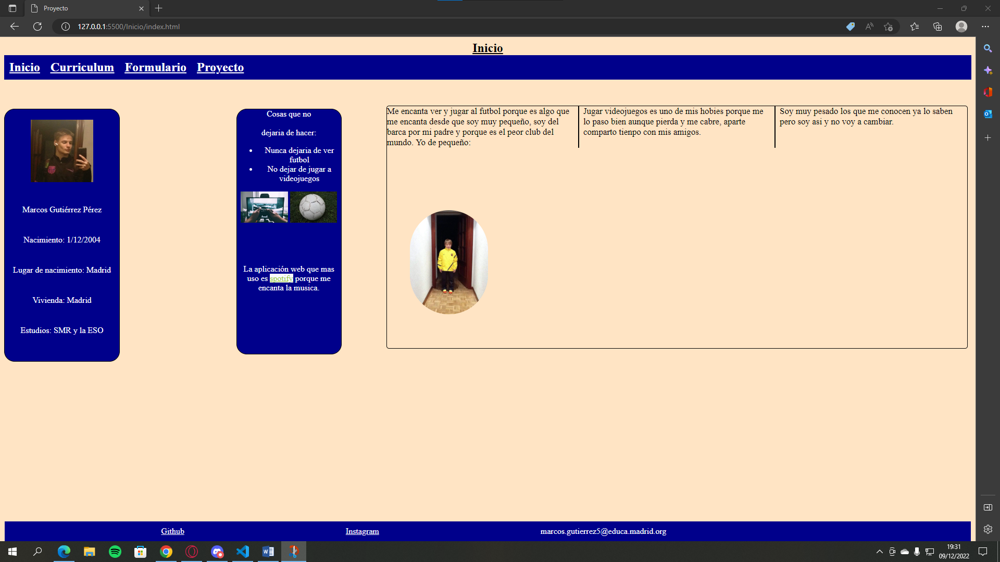 Proyecto
127.0.0.1:5500/Inicio/index.html
Inicio
Inicio Curriculum Formulario Proyecto
Marcos Gutiérrez Pérez
Nacimiento: 1/12/2004
Lugar de nacimiento: Madrid
Vivienda: Madrid
Estudios: SMR y la ESO
Cosas que no
dejaria de hacer:
Nunca dejaria de ver
futbol
No dejar de jugar a
videojuegos
La aplicación web que mas
uso es spotify porque me
encanta la musica.
Me encanta ver y jugar al futbol porque es algo que
me encanta desde que soy muy pequeño, soy del
barca por mi padre y porque es el peor club del
mundo. Yo de pequeño:
Jugar videojuegos es uno de mis hobies porque me
lo paso bien aunque pierda y me cabre, aparte
comparto tienpo con mis amigos.
Soy muy pesado los que me conocen ya lo saben
pero soy asi y no voy a cambiar.
Github Instagram marcos.gutierrez5@educa.madrid.org
19:31
09/12/2022